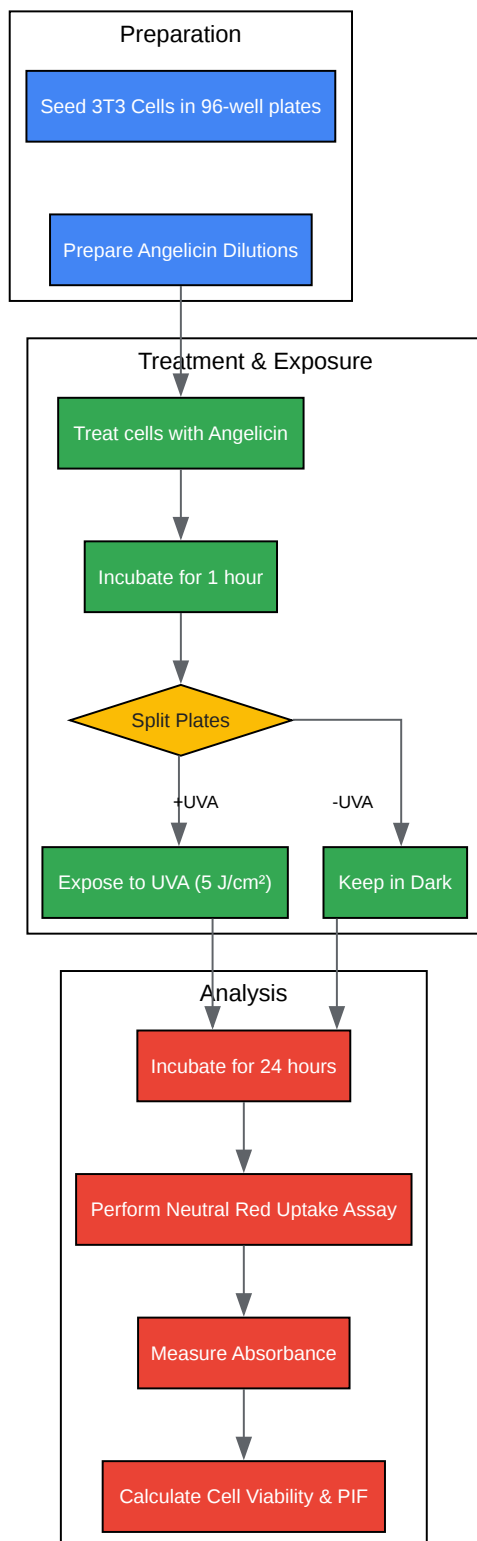 Preparation
Seed 3T3 Cells in 96-well plates
Prepare Angelicin Dilutions
Treatment & Exposure
Treat cells with Angelicin
Incubate for 1 hour
Split Plates
+UVA
-UVA
Expose to UVA (5 J/cm²)
Keep in Dark
Analysis
Incubate for 24 hours
Perform Neutral Red Uptake Assay
Measure Absorbance
Calculate Cell Viability & PIF